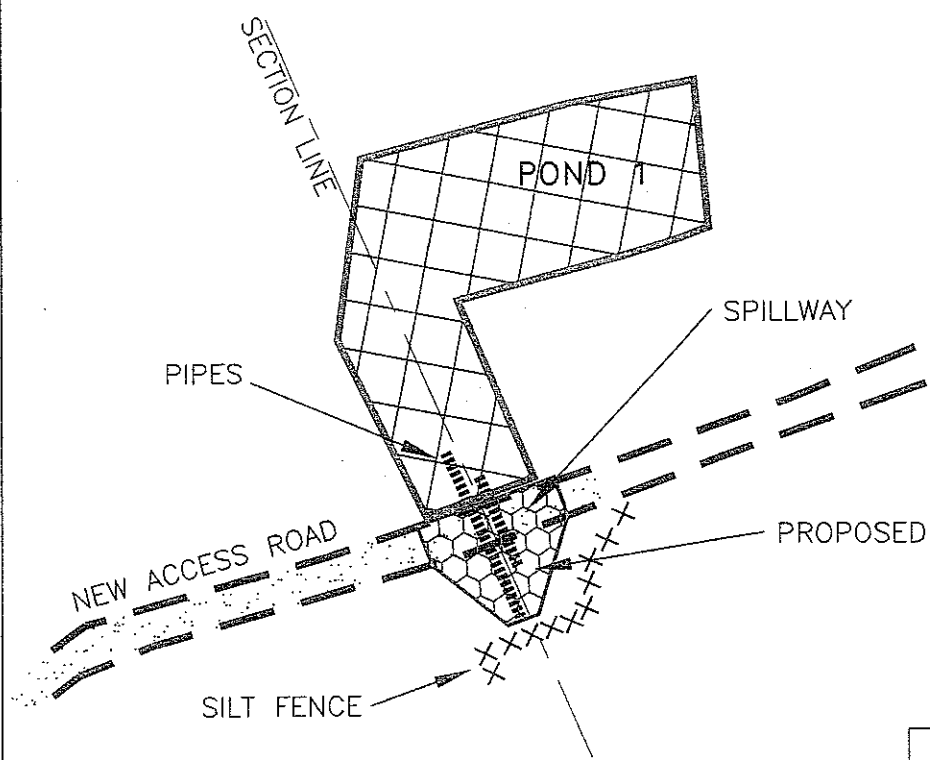 SECTION LINE
POND 1
SPILLWAY
PIPES
PROPOSED
NEW ACCESS ROAD
SILT FENCE